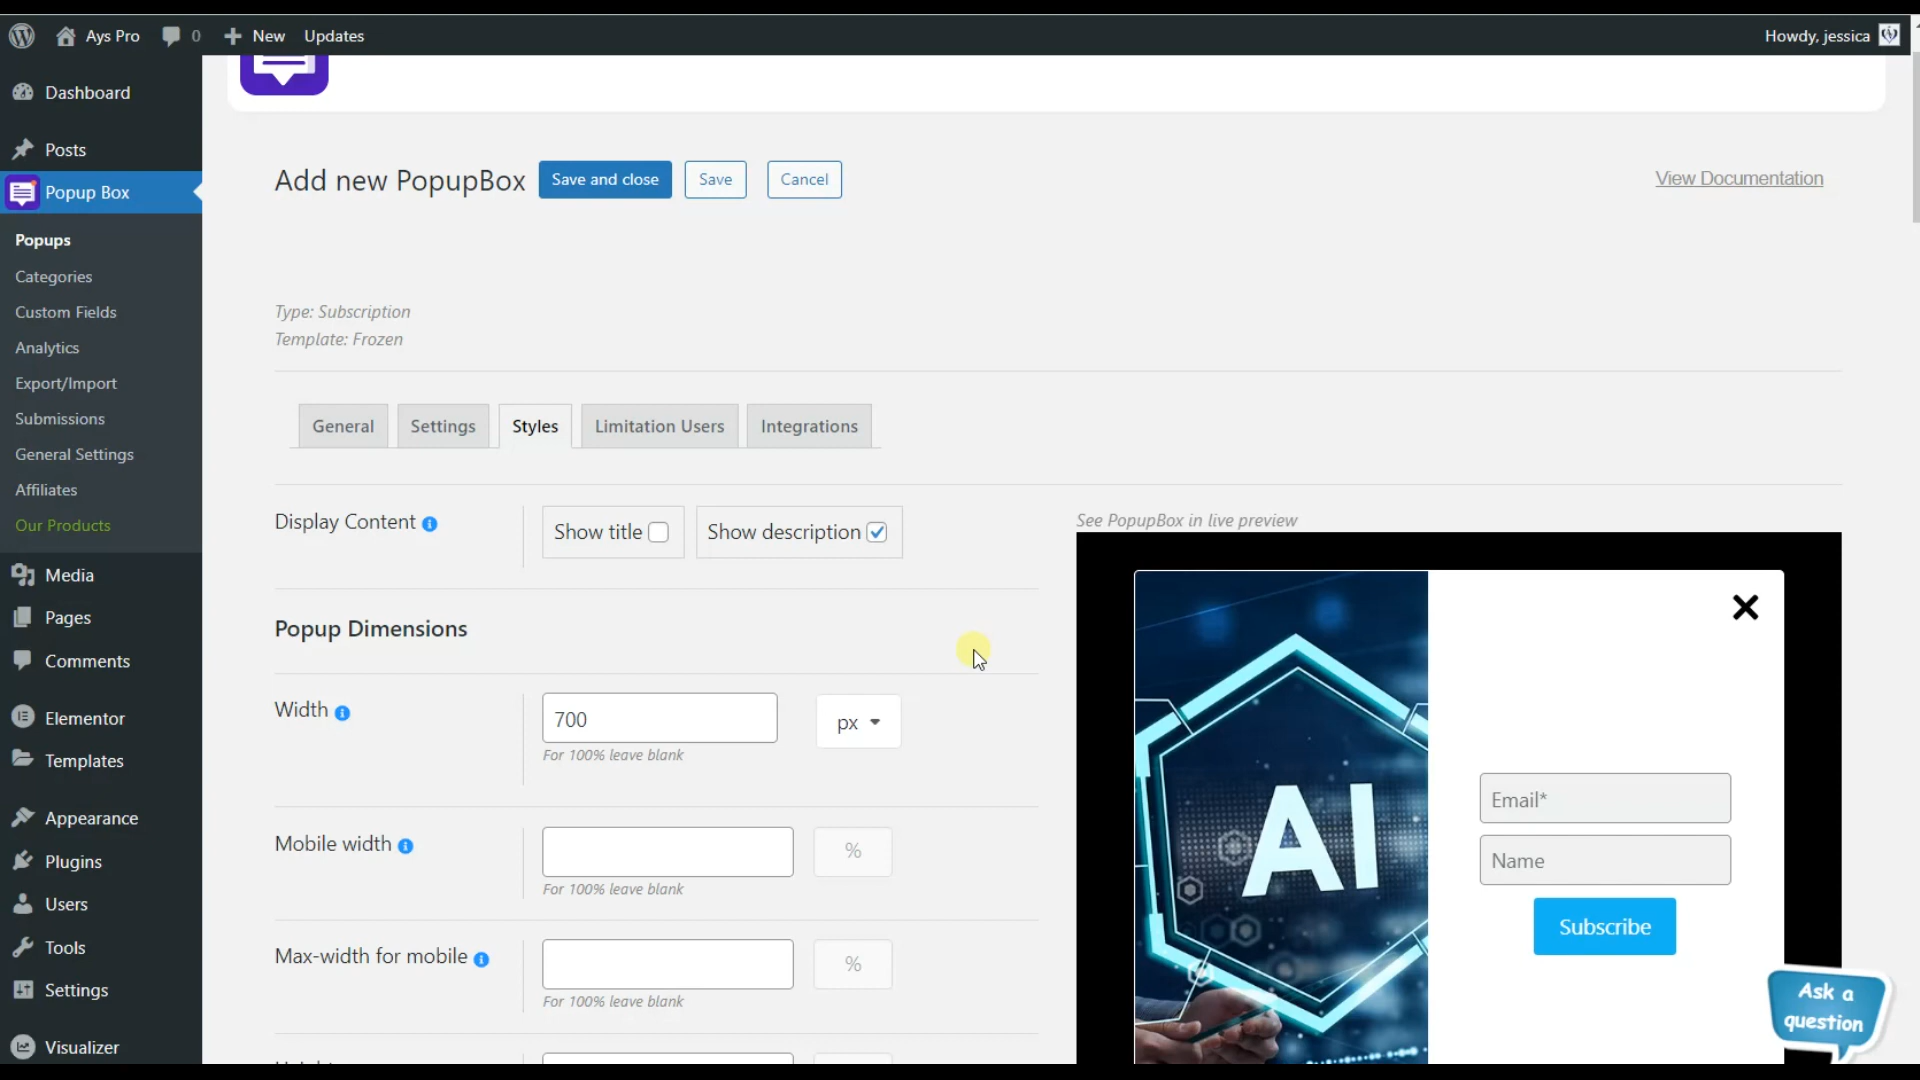 Ays Pro
0
New
Updates
Howdy, jessica
Dashboard
Posts
Popup Box
Popups
Categories
Custom Fields
Analytics
Export/Import
Submissions
General Settings
Affiliates
Our Products
Media
Pages
Comments
Elementor
Templates
Appearance
Plugins
Users
Tools
Settings
Visualizer
Add new PopupBox
Save and close
Save
Cancel
View Documentation
Type: Subscription
Template: Frozen
General
Settings
Styles
Limitation Users
Integrations
Display Content
Show title
Show description
Popup Dimensions
Width
700
px
For 100% leave blank
Mobile width
%
For 100% leave blank
Max-width for mobile
%
For 100% leave blank
See PopupBox in live preview
AI
Email*
Name
Subscribe
Ask a
question